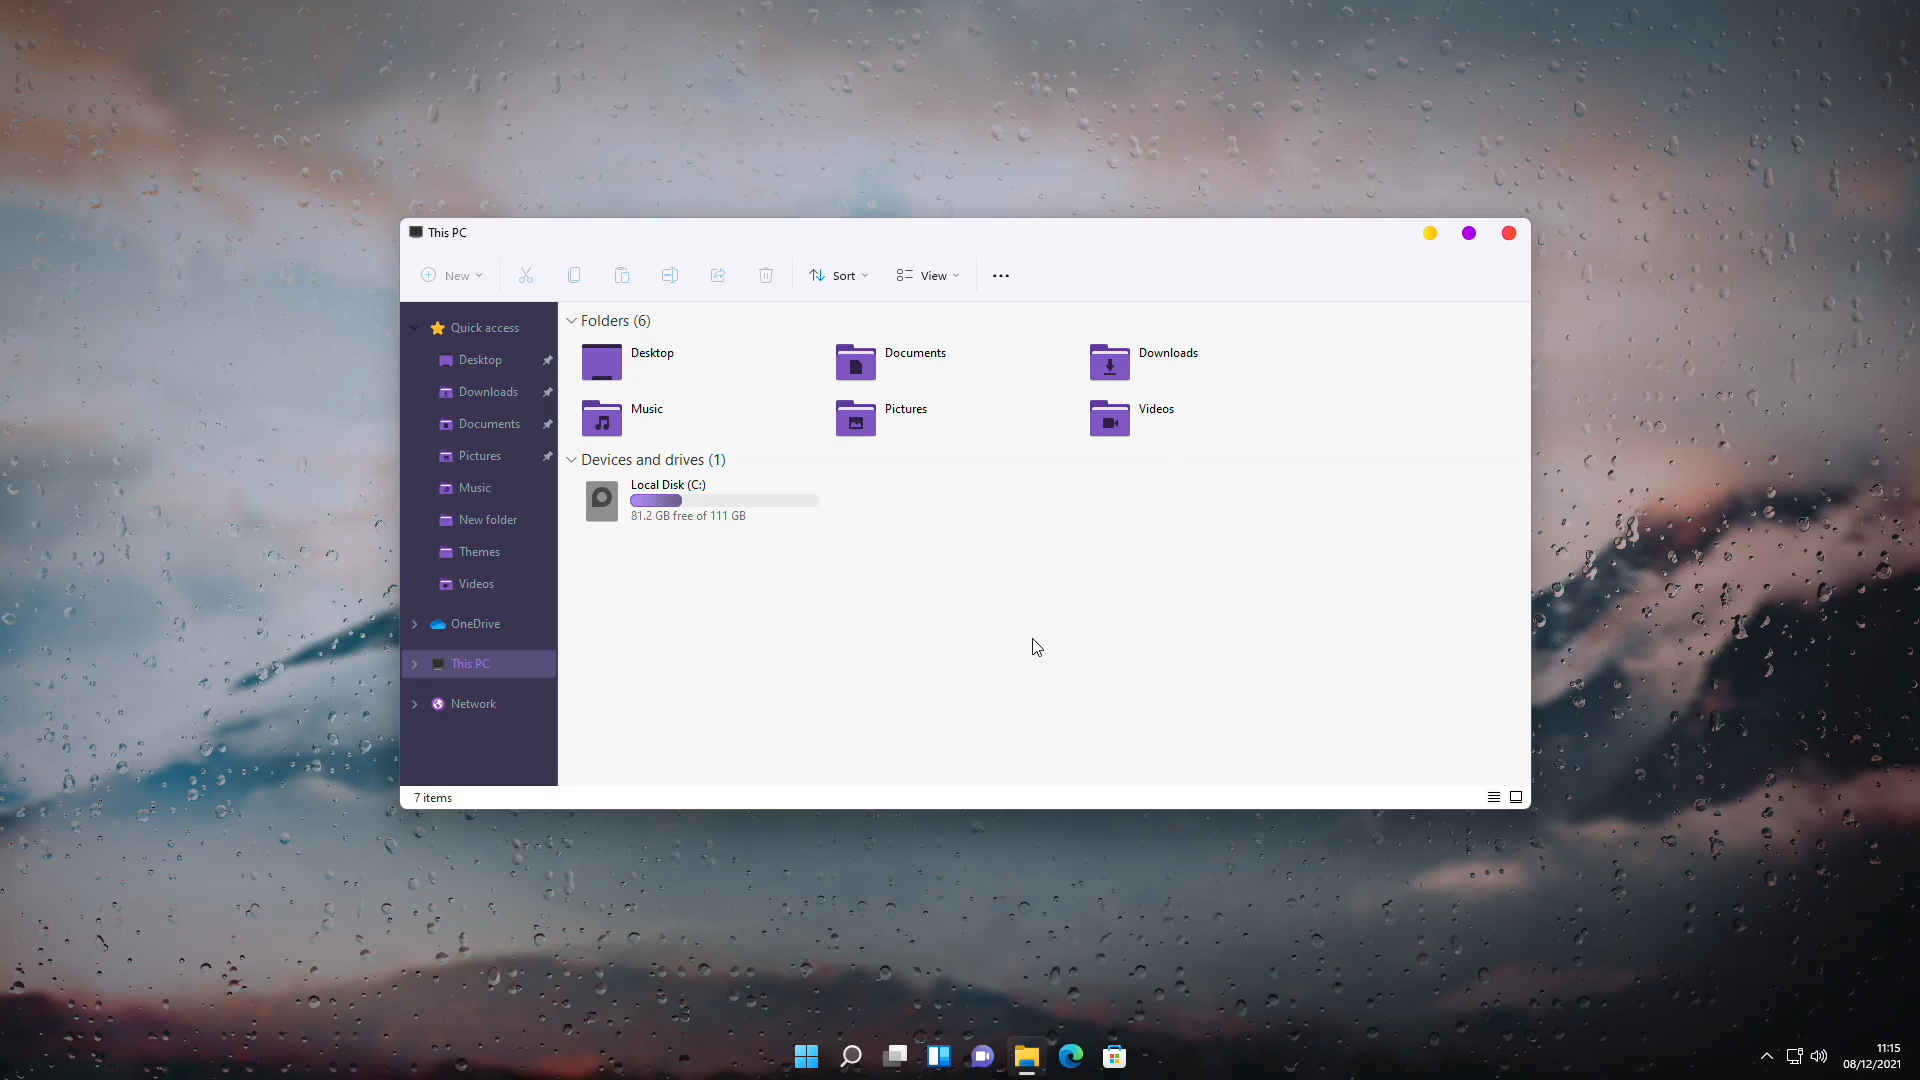 This PC
New
Sort
View
Quick access
Desktop
Downloads
Documents
Pictures
Music
New folder
Themes
Videos
OneDrive
This PC
Network
Folders (6)
Desktop
Documents
Downloads
Music
Pictures
Videos
Devices and drives (1)
Local Disk (C:)
81.2 GB free of 111 GB
7 items
11:15
08/12/2021